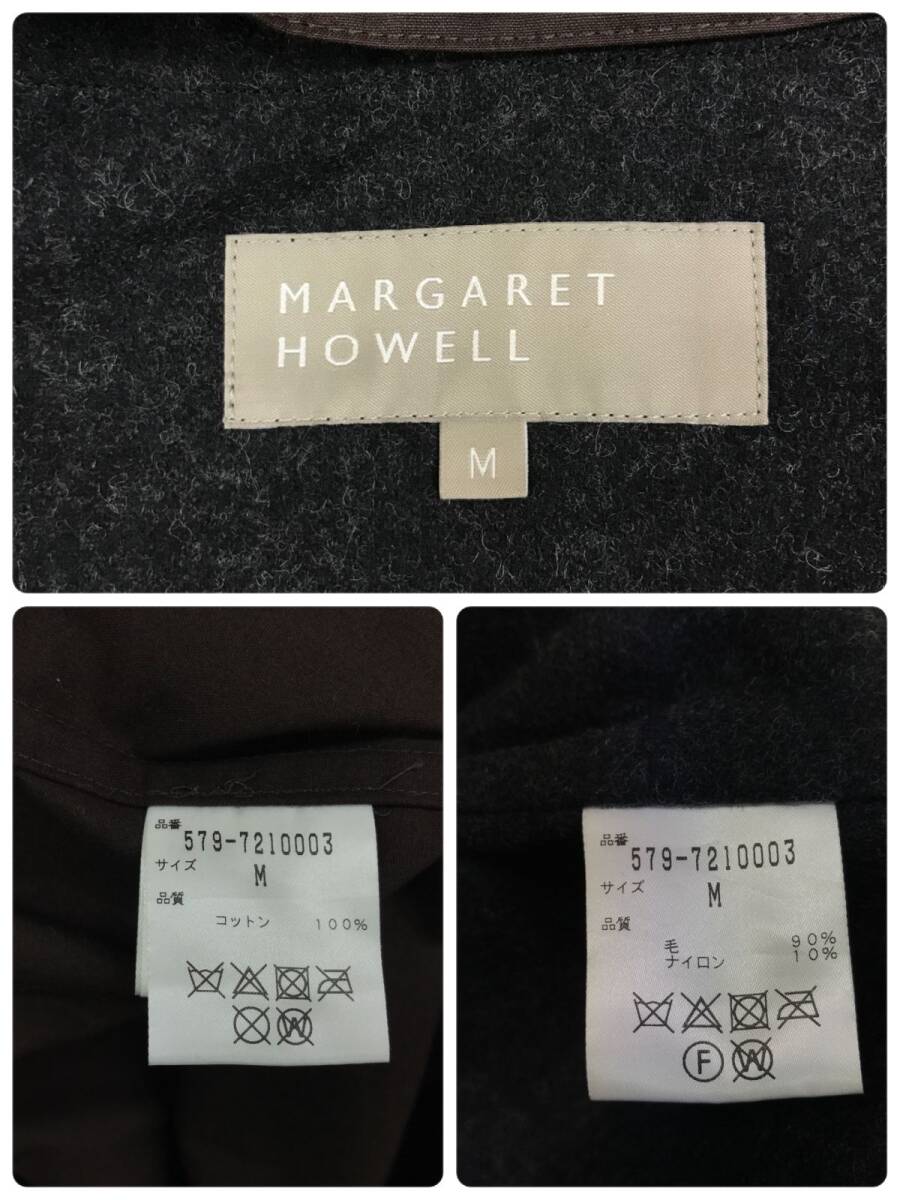 MARGARET
HOWELL
M
品番
579-7210003
サイズ
M
品質
コットン 100%
W
品番
579-7210003
サイズ
M
品質
毛 90%
ナイロン 10%
F W